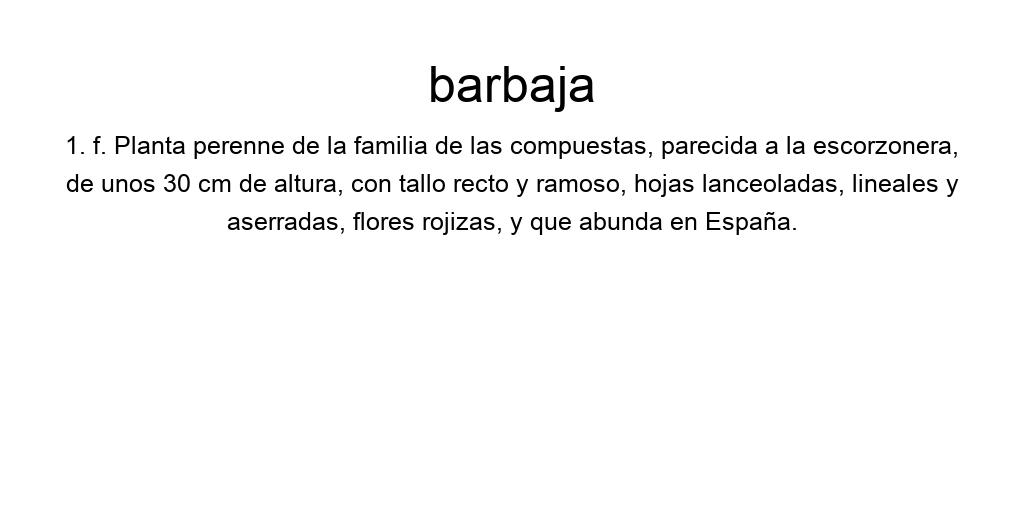 barbaja
1. f. Planta perenne de la familia de las compuestas, parecida a la escorzonera,
de unos 30 cm de altura, con tallo recto y ramoso, hojas lanceoladas, lineales y
aserradas, flores rojizas, y que abunda en España.